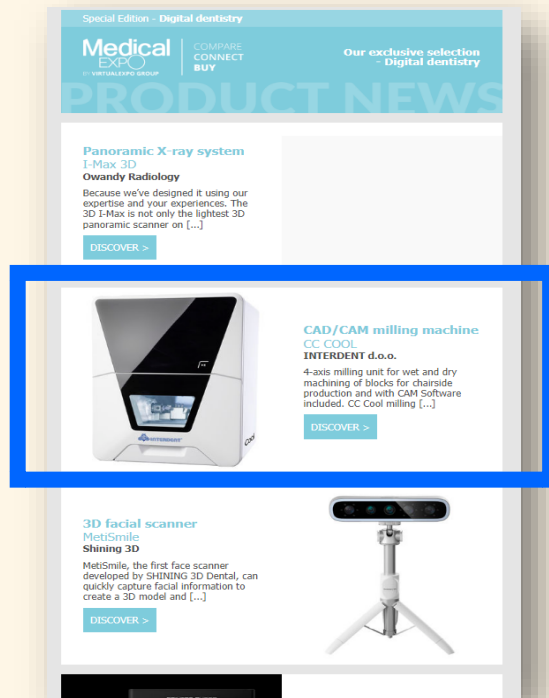 Special Edition - Digital dentistry
Medical
EXPO
BY VIRTUALEXPO GROUP
COMPARE
CONNECT
BUY
Our exclusive selection
- Digital dentistry
PRODUCT NEWS
Panoramic X-ray system
I-Max 3D
Owandy Radiology
Because we've designed it using our
expertise and your experiences. The
3D I-Max is not only the lightest 3D
panoramic scanner on [...]
DISCOVER >
INTERDENT
Cool
CAD/CAM milling machine
CC COOL
INTERDENT d.o.o.
4-axis milling unit for wet and dry
machining of blocks for chairside
production and with CAM Software
included. CC Cool milling [...]
DISCOVER >
3D facial scanner
MetiSmile
Shining 3D
MetiSmile, the first face scanner
developed by SHINING 3D Dental, can
quickly capture facial information to
create a 3D model and [...]
DISCOVER >